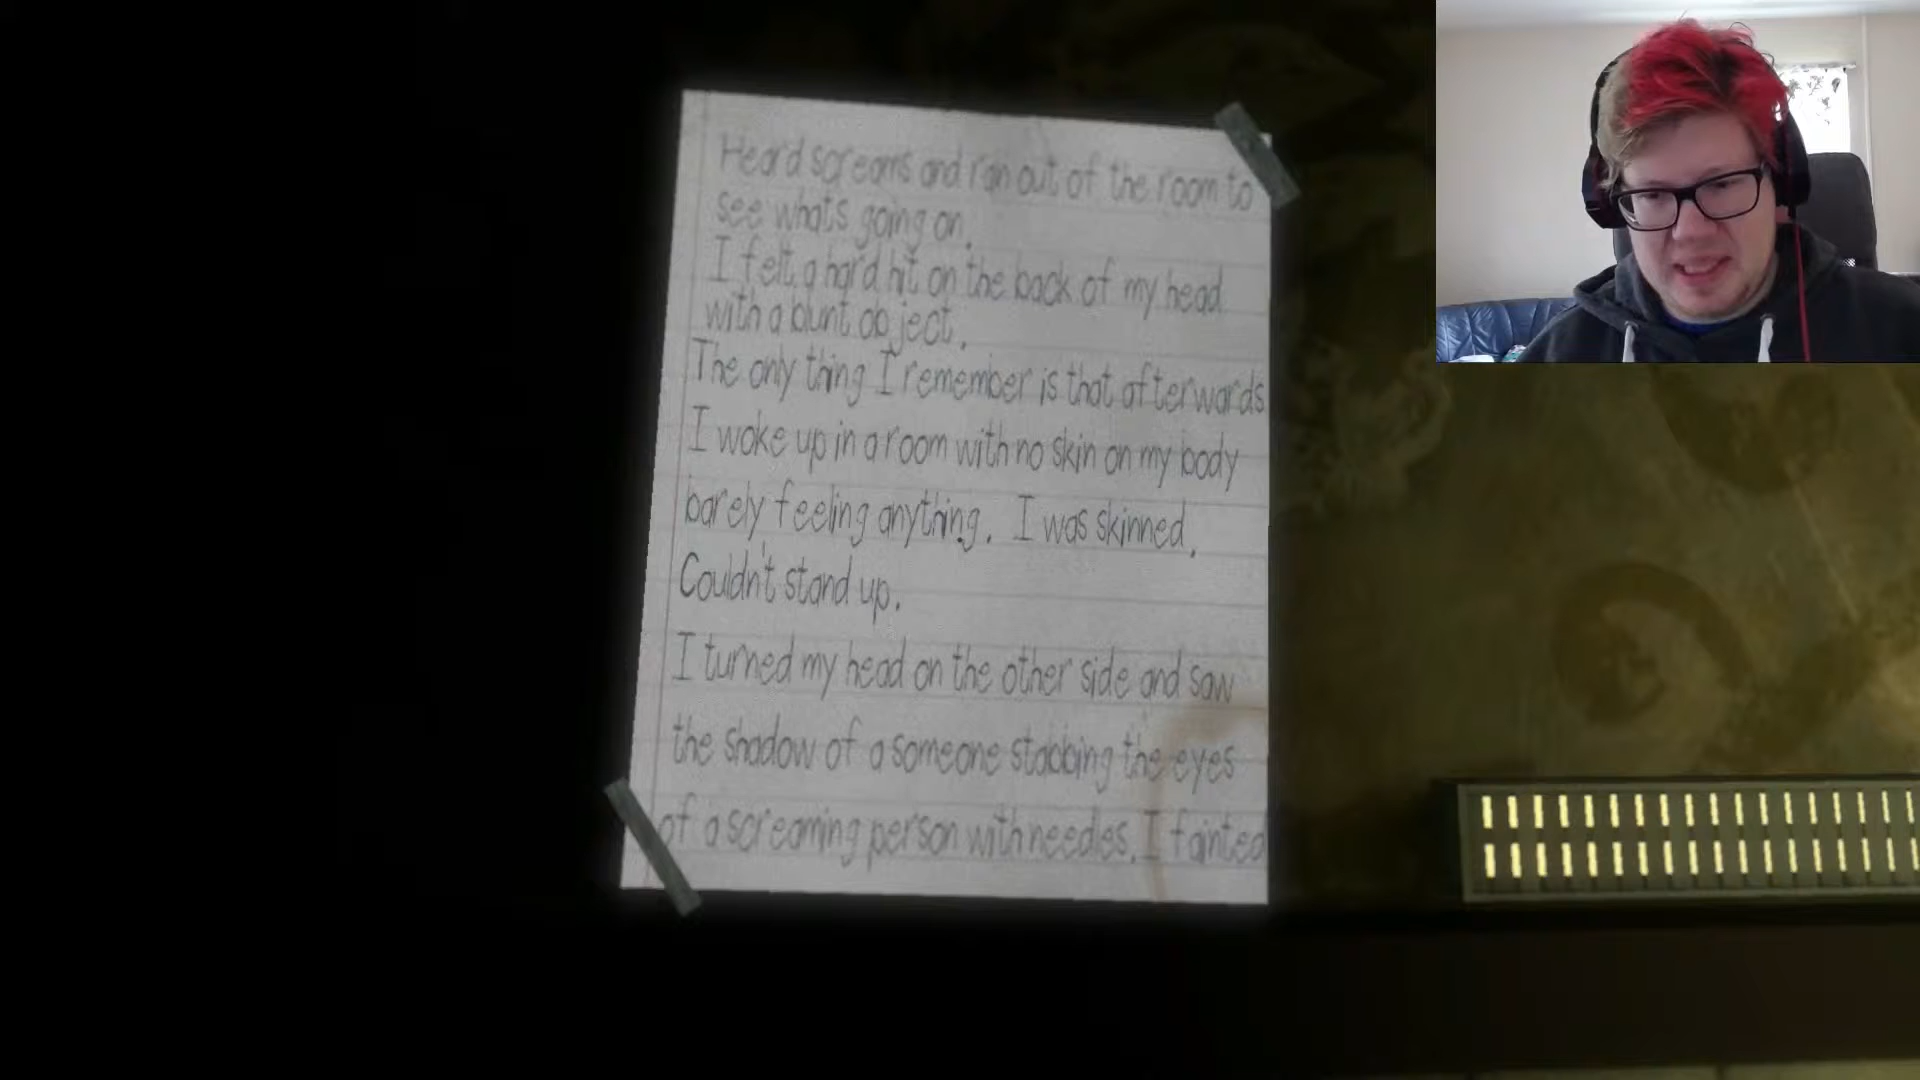 Heard screams and ran out of the room to
see whats going on.
I felt a hard hit on the back of my head
with a bunt object.
The only thing I remember is that afterwards
I woke up in a room with no skin on my body
barely feeling anything. I was skinned.
Couldn't stand up.
I turned my head on the other side and saw
the shadow of a someone stabbing the eyes
of a screaming person with needles. I fainted